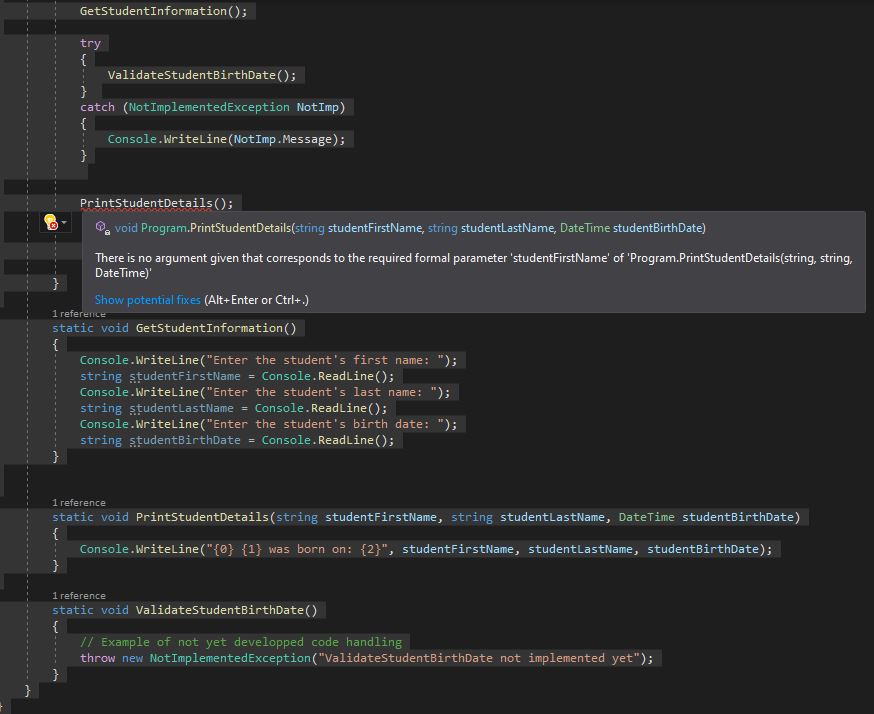 GetStudentInformation();
try
{
ValidateStudentBirthDate();
}
catch (NotImplementedException NotImp)
{
Console.WriteLine(NotImp.Message);
}
PrintStudentDetails();
void Program.PrintStudentDetails(string studentFirstName, string studentLastName, DateTime studentBirthDate)
There is no argument given that corresponds to the required formal parameter 'studentFirstName' of 'Program.PrintStudentDetails(string, string,
DateTime)'
Show potential fixes (Alt+Enter or Ctrl+.)
}
1 reference
static void GetStudentInformation()
{
Console.WriteLine("Enter the student's first name: ");
string studentFirstName = Console.ReadLine();
Console.WriteLine("Enter the student's last name: ");
string studentLastName = Console.ReadLine();
Console.WriteLine("Enter the student's birth date: ");
string studentBirthDate = Console.ReadLine();
}
1 reference
static void PrintStudentDetails(string studentFirstName, string studentLastName, DateTime studentBirthDate)
{
Console.WriteLine("{0} {1} was born on: {2}", studentFirstName, studentLastName, studentBirthDate);
}
1 reference
static void ValidateStudentBirthDate()
{
// Example of not yet developped code handling
throw new NotImplementedException("ValidateStudentBirthDate not implemented yet");
}
}
}